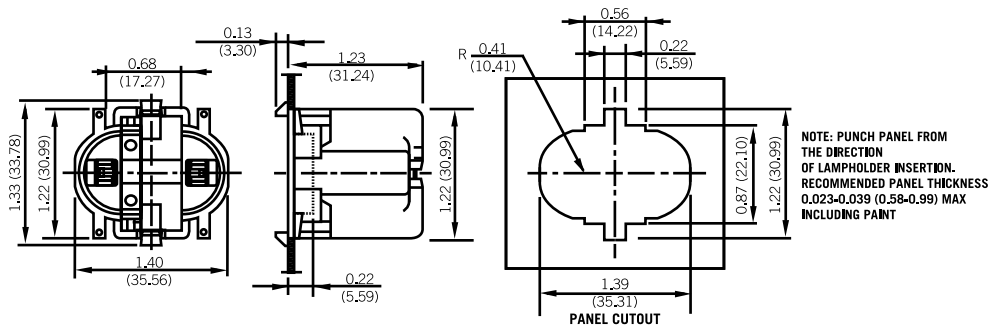 0.68
(17.27)
1.33 (33.78)
1.22 (30.99)
1.40
(35.56)
0.13
(3.30)
1.23
(31.24)
1.22 (30.99)
0.22
(5.59)
0.56
(14.22)
0.22
(5.59)
R 0.41
(10.41)
0.87 (22.10)
1.22 (30.99)
1.39
(35.31)
PANEL CUTOUT
NOTE: PUNCH PANEL FROM
THE DIRECTION
OF LAMPHOLDER INSERTION.
RECOMMENDED PANEL THICKNESS
0.023-0.039 (0.58-0.99) MAX
INCLUDING PAINT